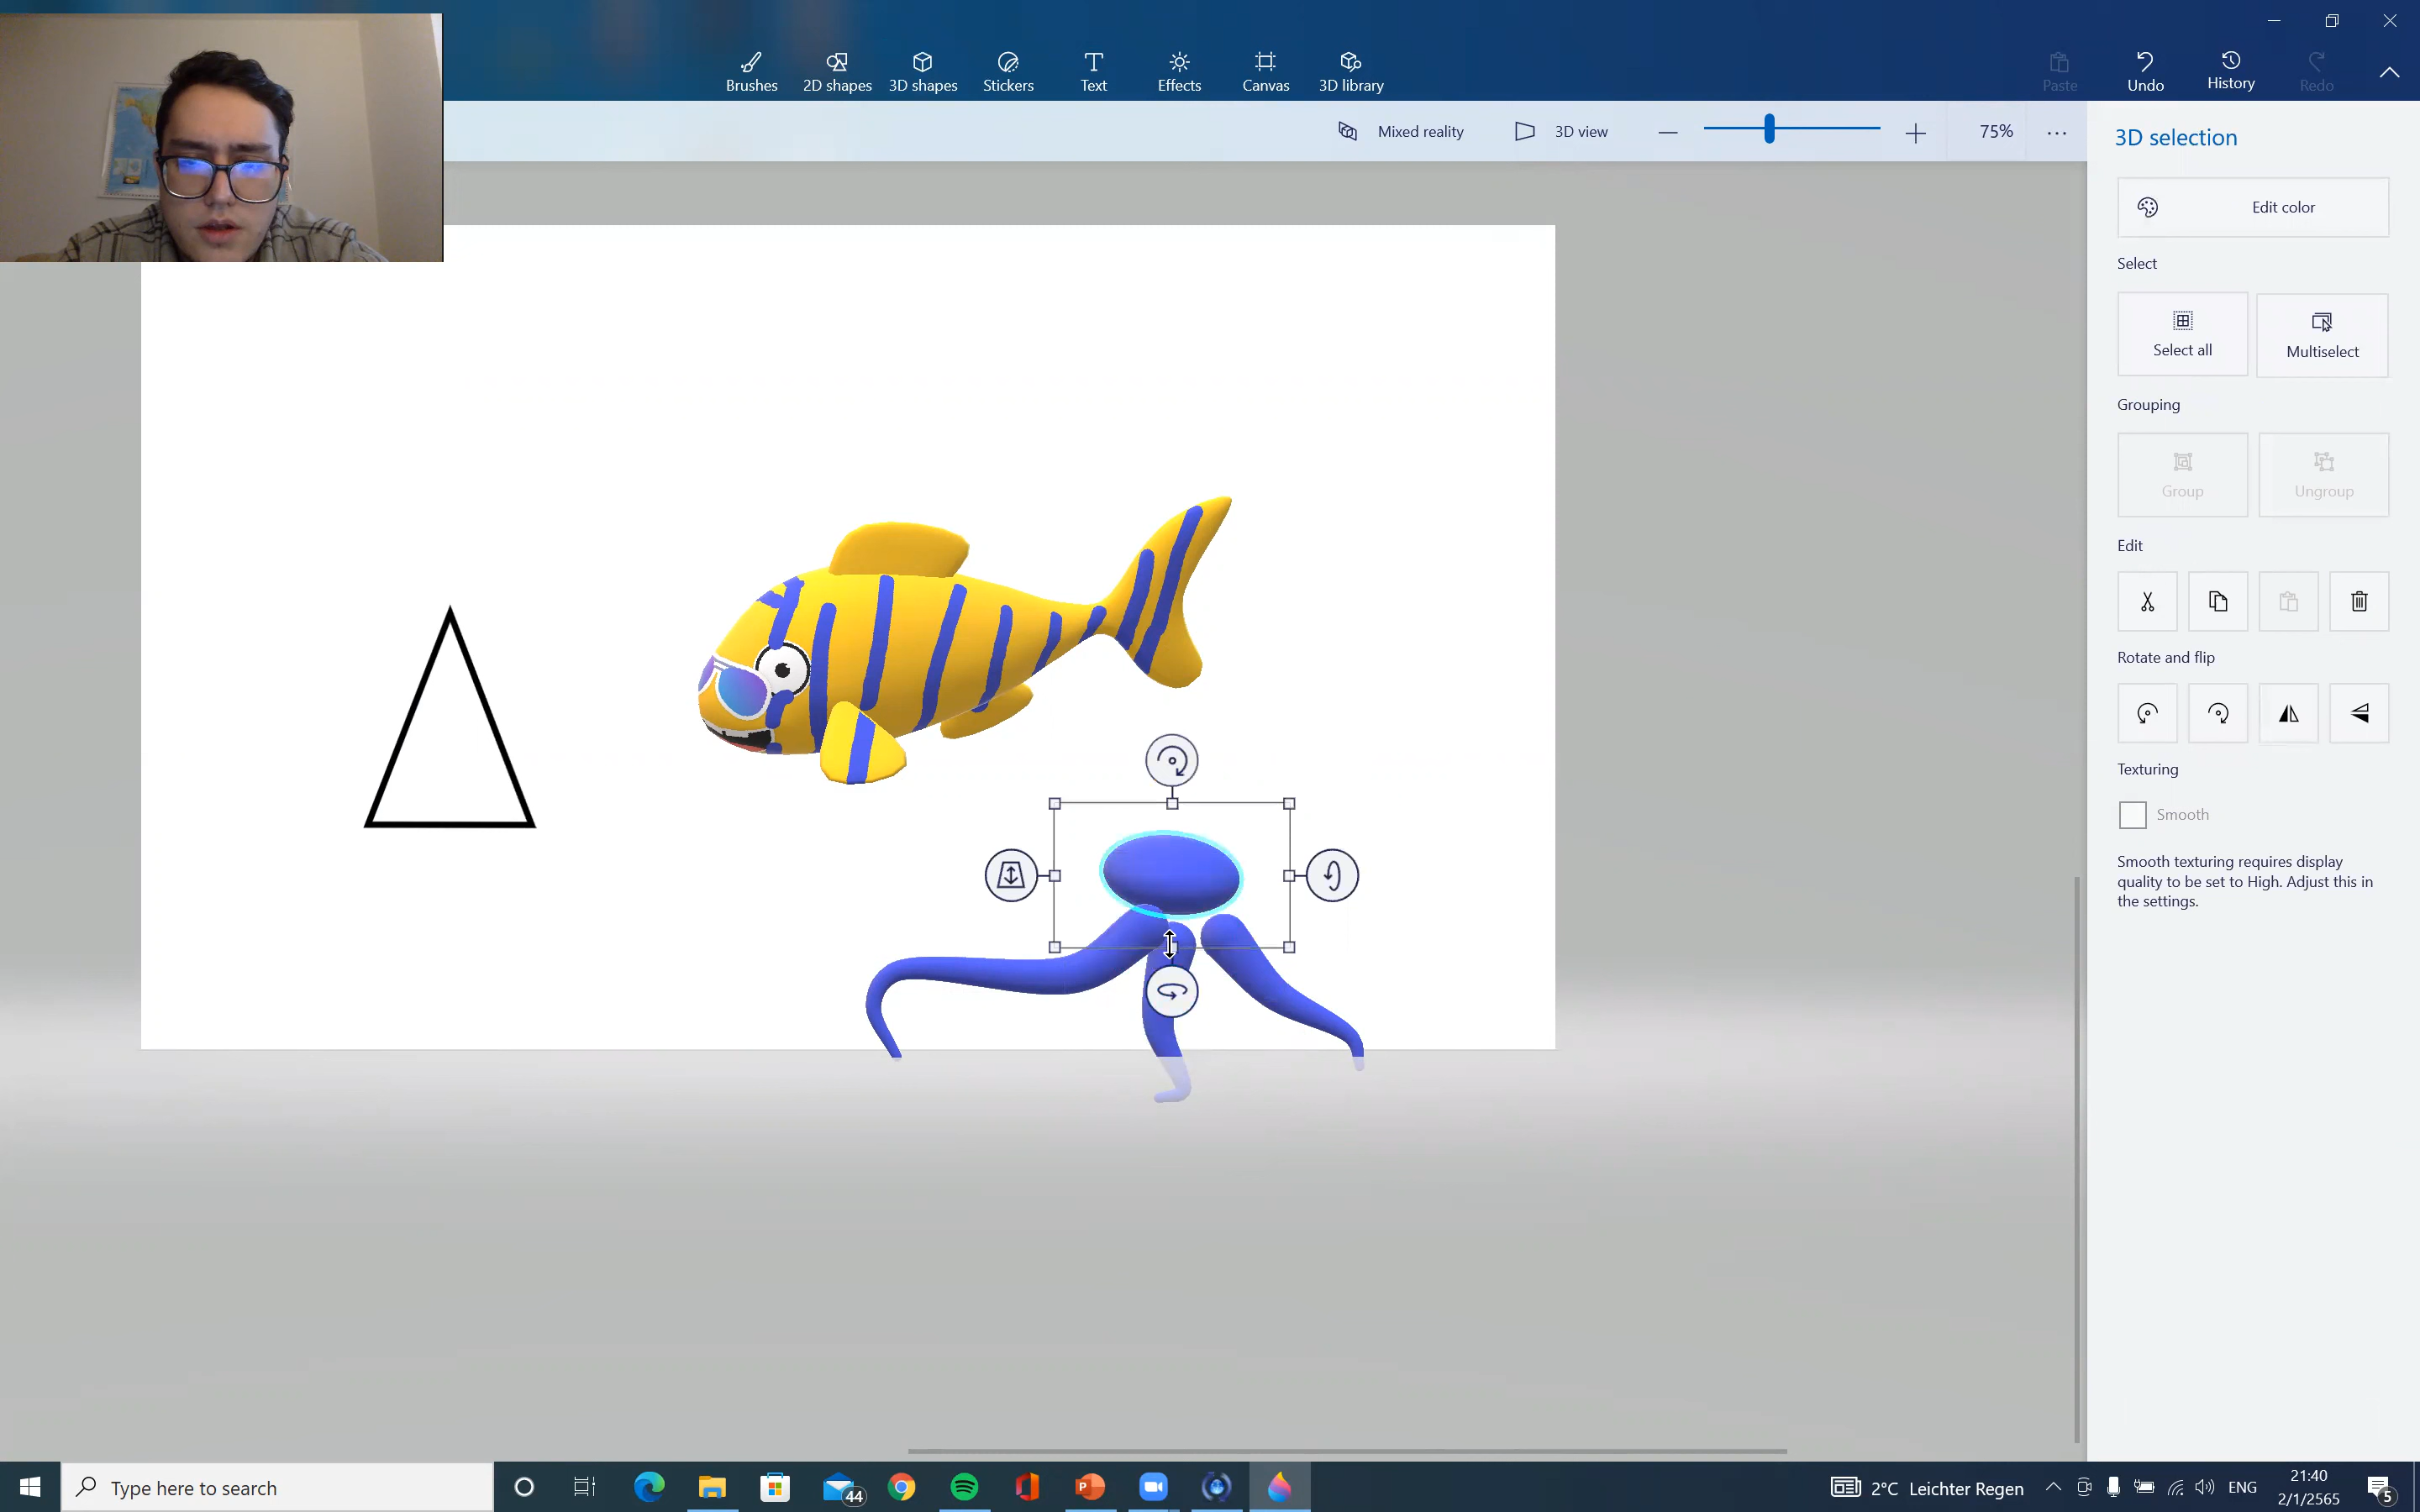 Brushes
2D shapes
3D shapes
Stickers
Text
Effects
Canvas
3D library
Paste
Undo
History
Redo
Mixed reality
3D view
75%
3D selection
Edit color
Select
Select all
Multiselect
Grouping
Group
Ungroup
Edit
Rotate and flip
Texturing
Smooth
Smooth texturing requires display
quality to be set to High. Adjust this in
the settings.
Type here to search
44
2°C Leichter Regen
ENG
21:40
2/1/2565
5